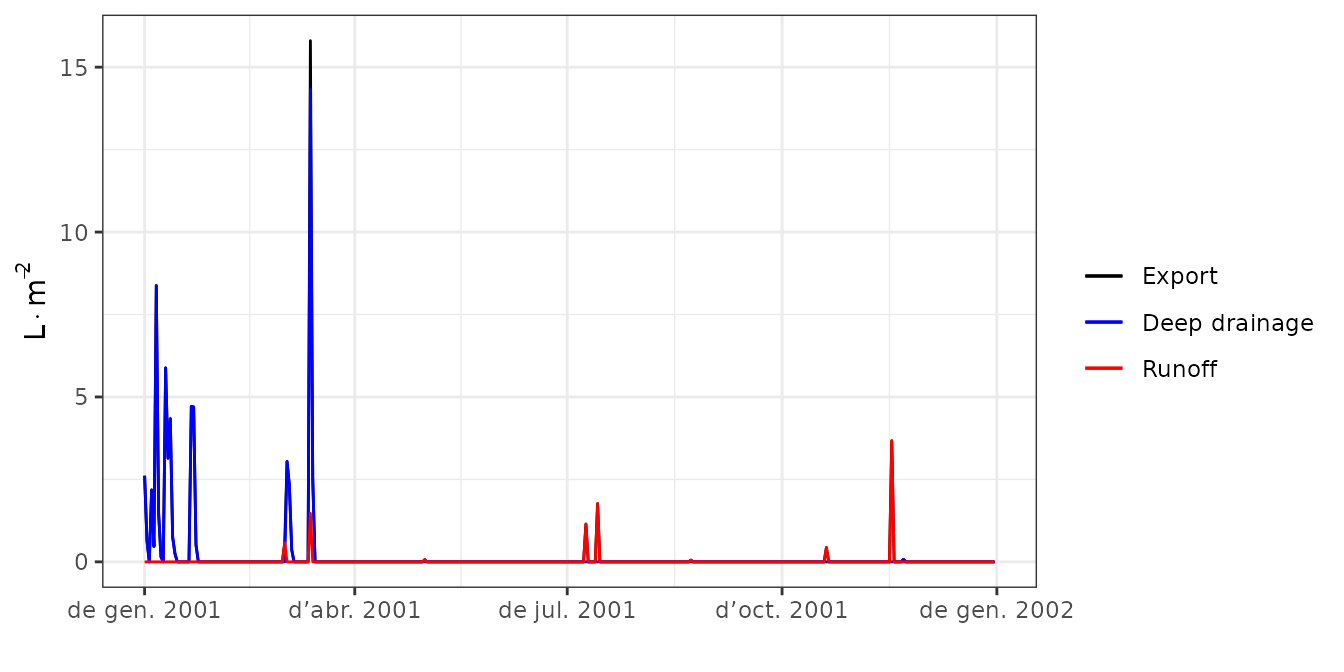 15
10
5
0
L · m⁻²
de gen. 2001
d’abr. 2001
de jul. 2001
d’oct. 2001
de gen. 2002
Export
Deep drainage
Runoff